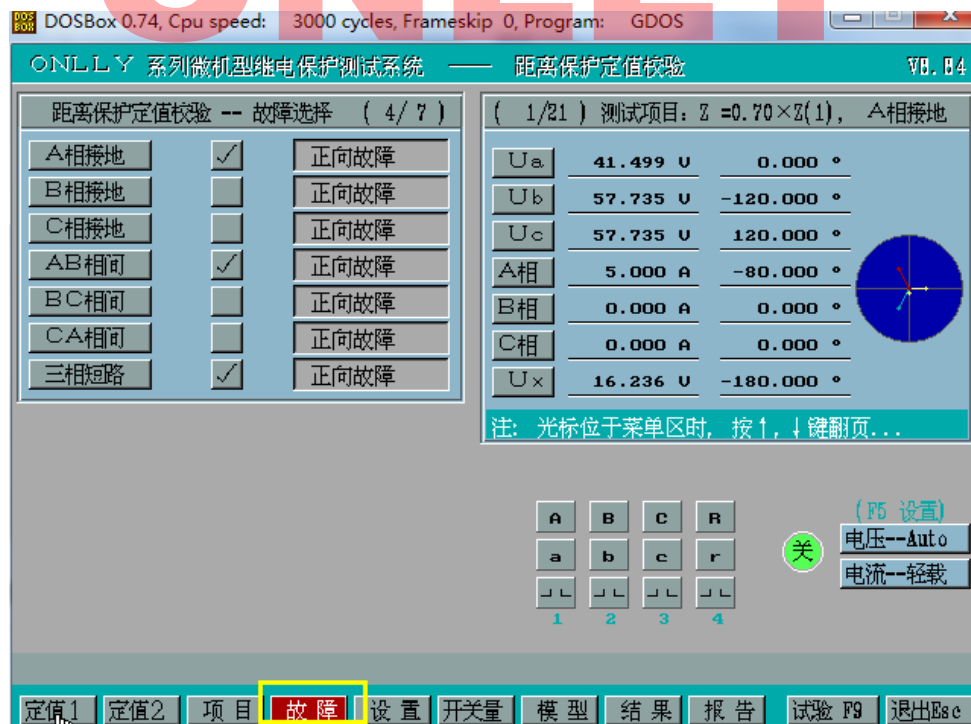 DOSBox 0.74, Cpu speed: 3000 cycles, Frameskip 0, Program: GDOS
ONLLY 系列微机型继电保护测试系统 —— 距离保护定值校验 V8.84
距离保护定值校验 -- 故障选择 ( 4/ 7 )
A相接地 √ 正向故障
B相接地 正向故障
C相接地 正向故障
AB相间 √ 正向故障
BC相间 正向故障
CA相间 正向故障
三相短路 √ 正向故障
( 1/21 ) 测试项目: Z =0.70×Z(1), A相接地
Ua 41.499 V 0.000 °
Ub 57.735 V -120.000 °
Uc 57.735 V 120.000 °
A相 5.000 A -80.000 °
B相 0.000 A 0.000 °
C相 0.000 A 0.000 °
Ux 16.236 V -180.000 °
注: 光标位于菜单区时, 按↑,↓键翻页...
A B C R
a b c r
1 2 3 4
关
(F5 设置)
电压--Auto
电流--轻载
定值1 定值2 项 目 故 障 设 置 开关量 模 型 结 果 报 告 试验 F9 退出Esc